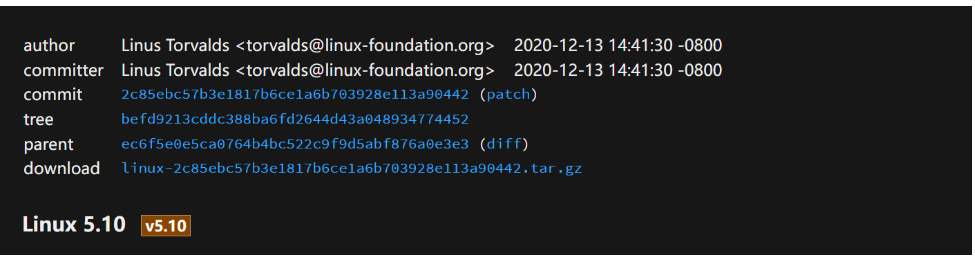 author Linus Torvalds <torvalds@linux-foundation.org> 2020-12-13 14:41:30 -0800
committer Linus Torvalds <torvalds@linux-foundation.org> 2020-12-13 14:41:30 -0800
commit 2c85ebc57b3e1817b6ce1a6b703928e113a90442 (patch)
tree befd9213cddc388ba6fd2644d43a048934774452
parent ec6f5e0e5ca0764b4bc522c9f9d5abf876a0e3e3 (diff)
download linux-2c85ebc57b3e1817b6ce1a6b703928e113a90442.tar.gz
Linux 5.10 v5.10